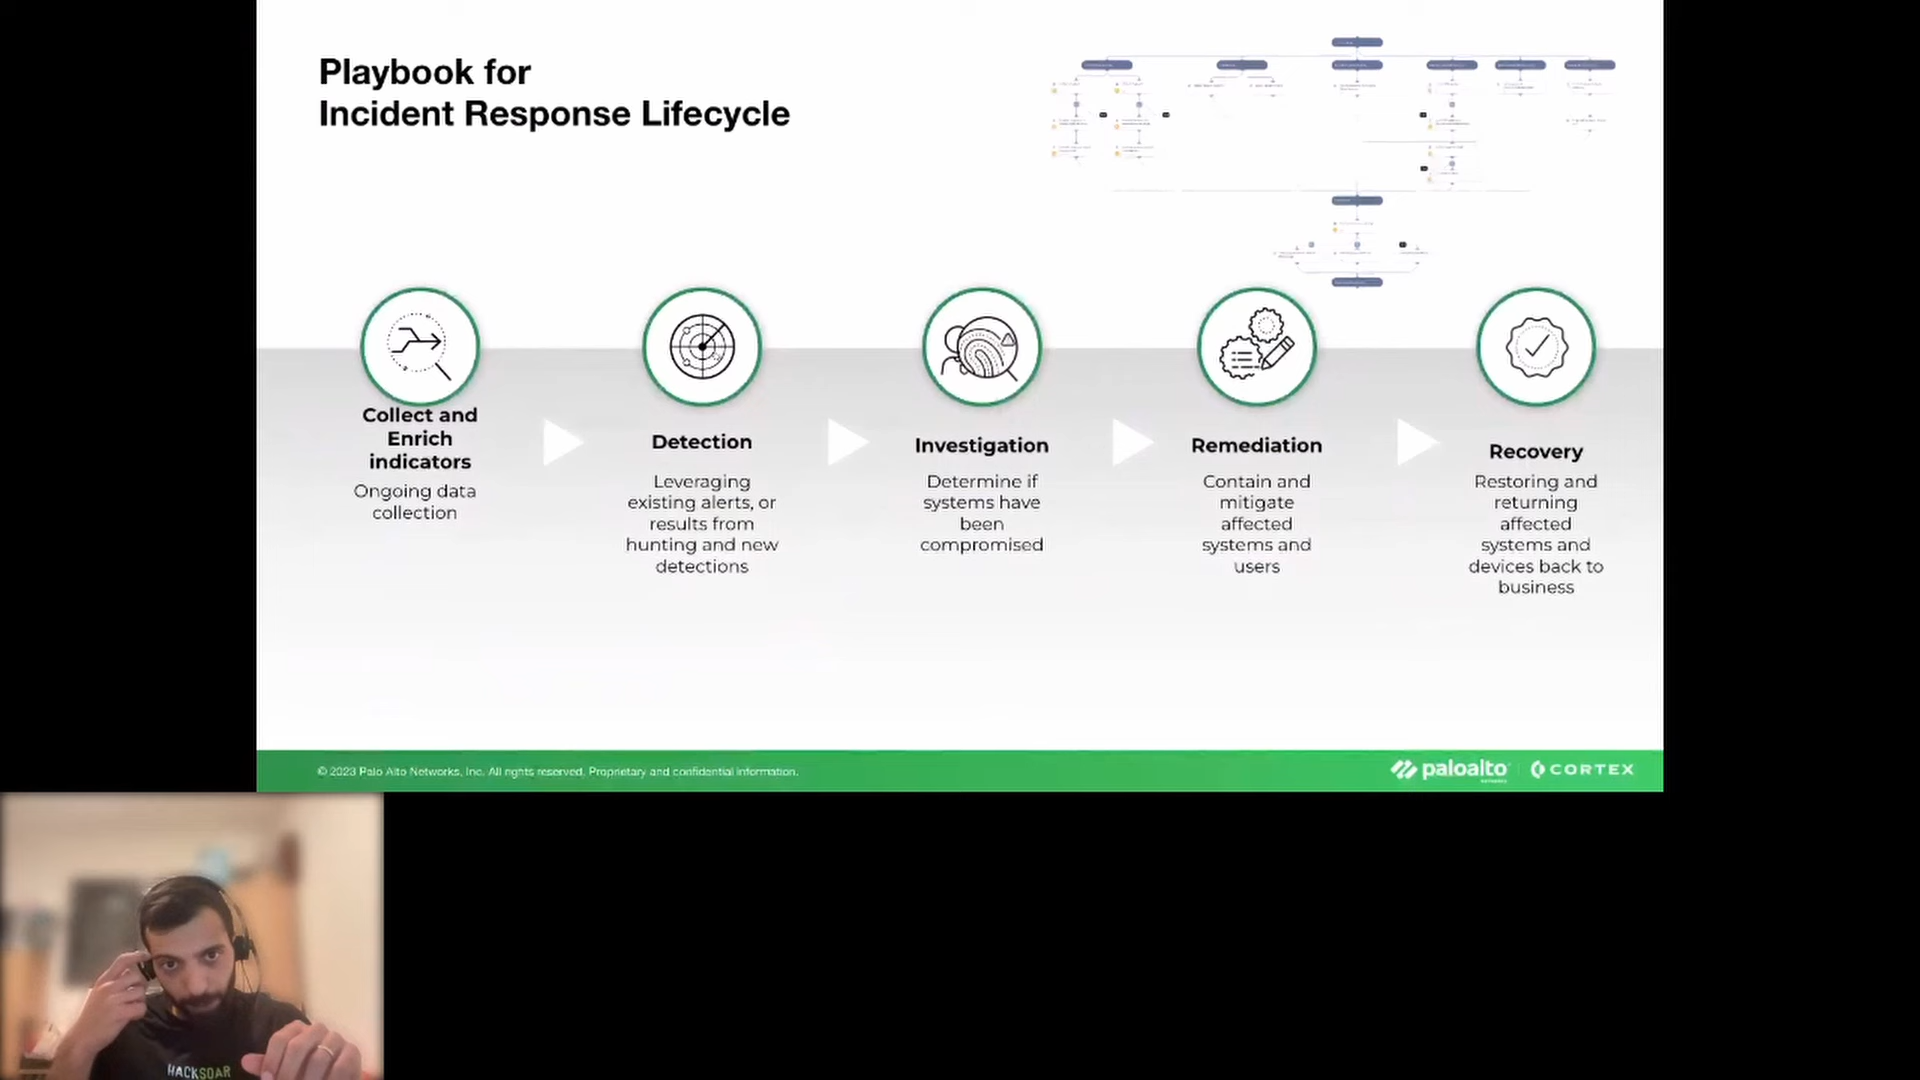 Playbook for
Incident Response Lifecycle
Collect and
Enrich
indicators
Ongoing data
collection
Detection
Leveraging
existing alerts, or
results from
hunting and new
detections
Investigation
Determine if
systems have
been
compromised
Remediation
Contain and
mitigate
affected
systems and
users
Recovery
Restoring and
returning
affected
systems and
devices back to
business
© 2023 Palo Alto Networks, Inc. All rights reserved. Proprietary and confidential information.
paloalto
NETWORKS
CORTEX
HACKSOAR